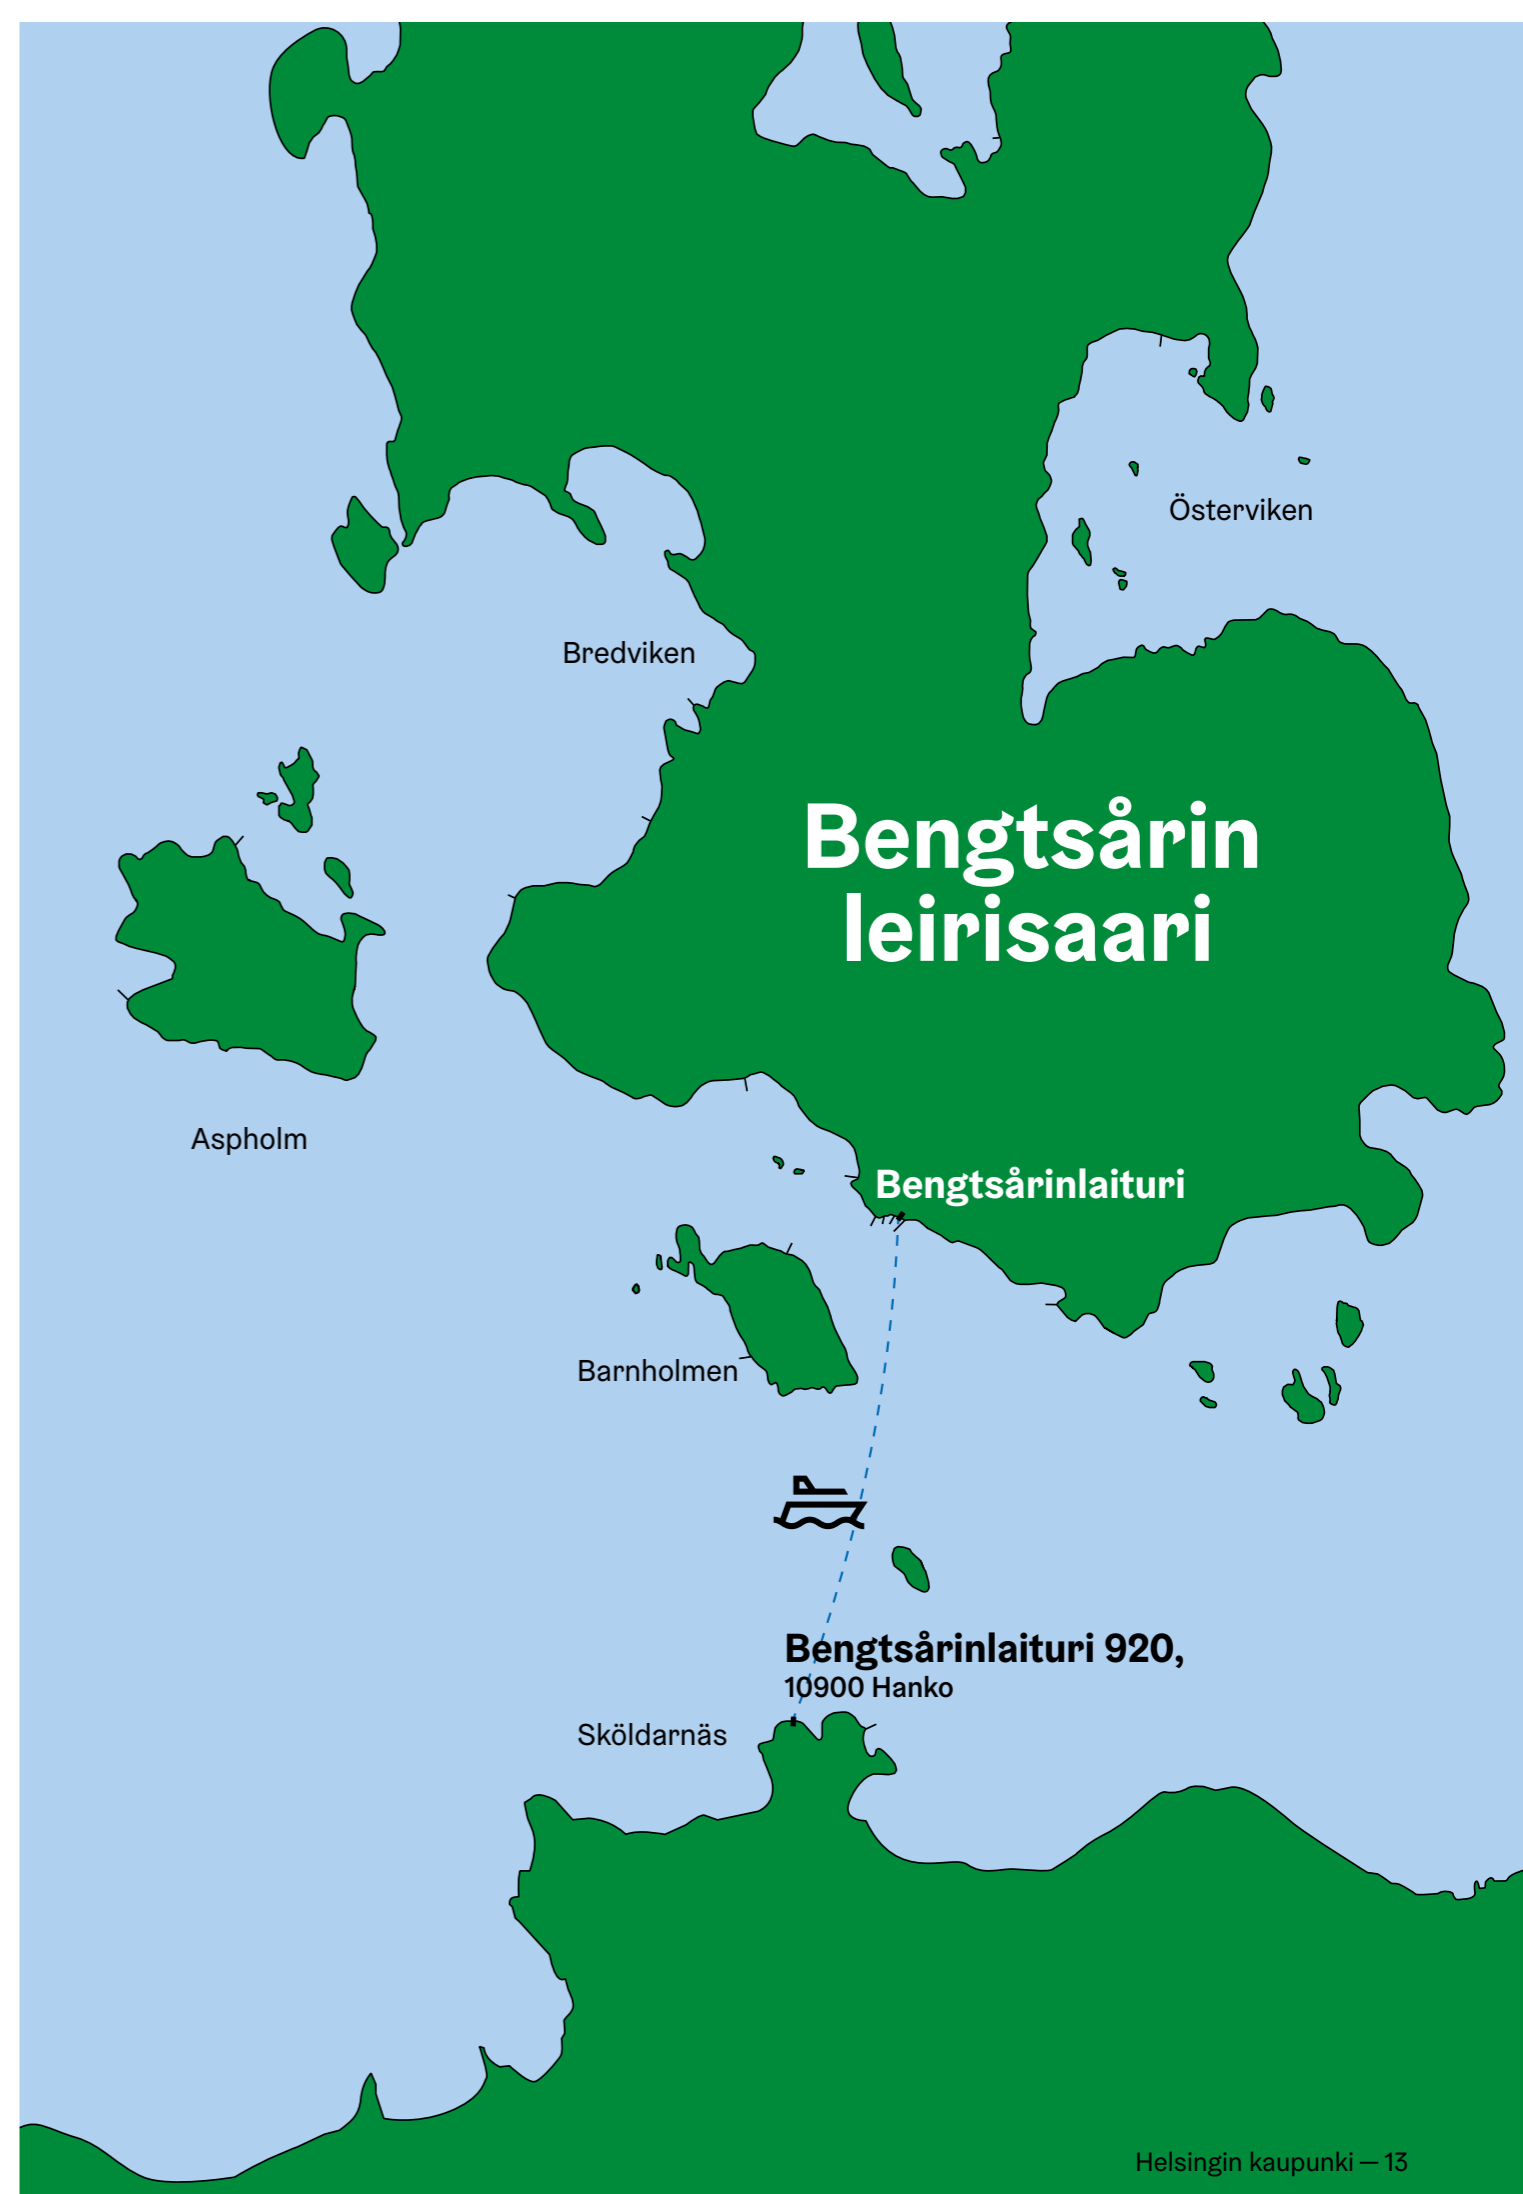 Österviken
Bredviken
Bengtsårin
leirisaari
Aspholm
Bengtsårinlaituri
Barnholmen
Bengtsårinlaituri 920,
10900 Hanko
Sköldarnäs
Helsingin kaupunki — 13